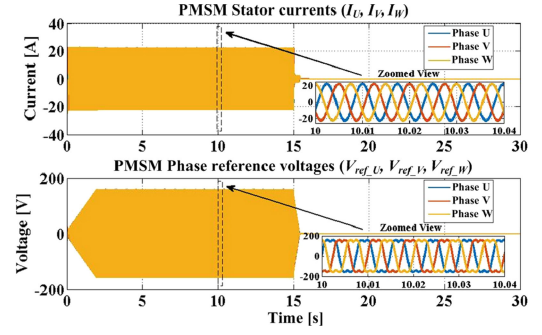 PMSM Stator currents (I_U, I_V, I_W)
Current [A]
40
20
0
-20
-40
Phase U
Phase V
Phase W
Zoomed View
20
0
-20
10 10.01 10.02 10.03 10.04
0 5 10 15 20 25 30
PMSM Phase reference voltages (V_ref_U, V_ref_V, V_ref_W)
Voltage [V]
200
0
-200
Phase U
Phase V
Phase W
Zoomed View
200
0
-200
10 10.01 10.02 10.03 10.04
0 5 10 15 20 25 30
Time [s]